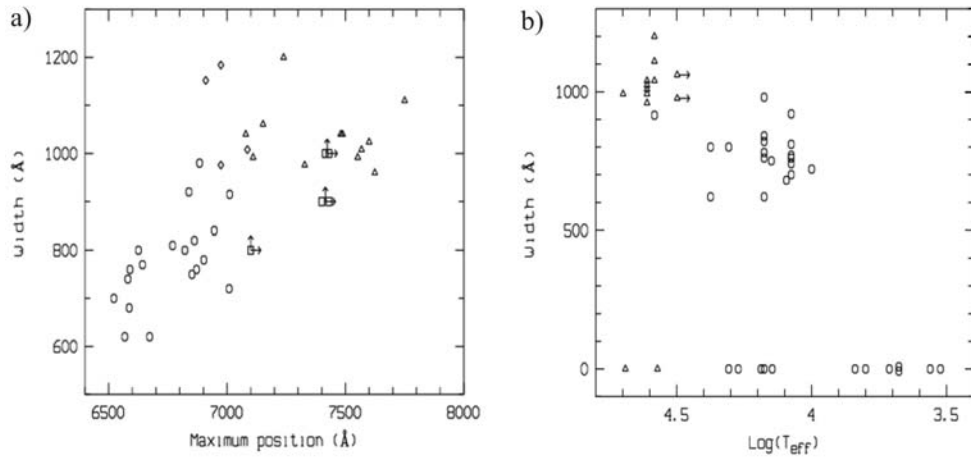 a)
1200
1000
800
600
Width (Å)
6500 7000 7500 8000
Maximum position (Å)
b)
1000
500
0
Width (Å)
4.5 4 3.5
Log(Teff)